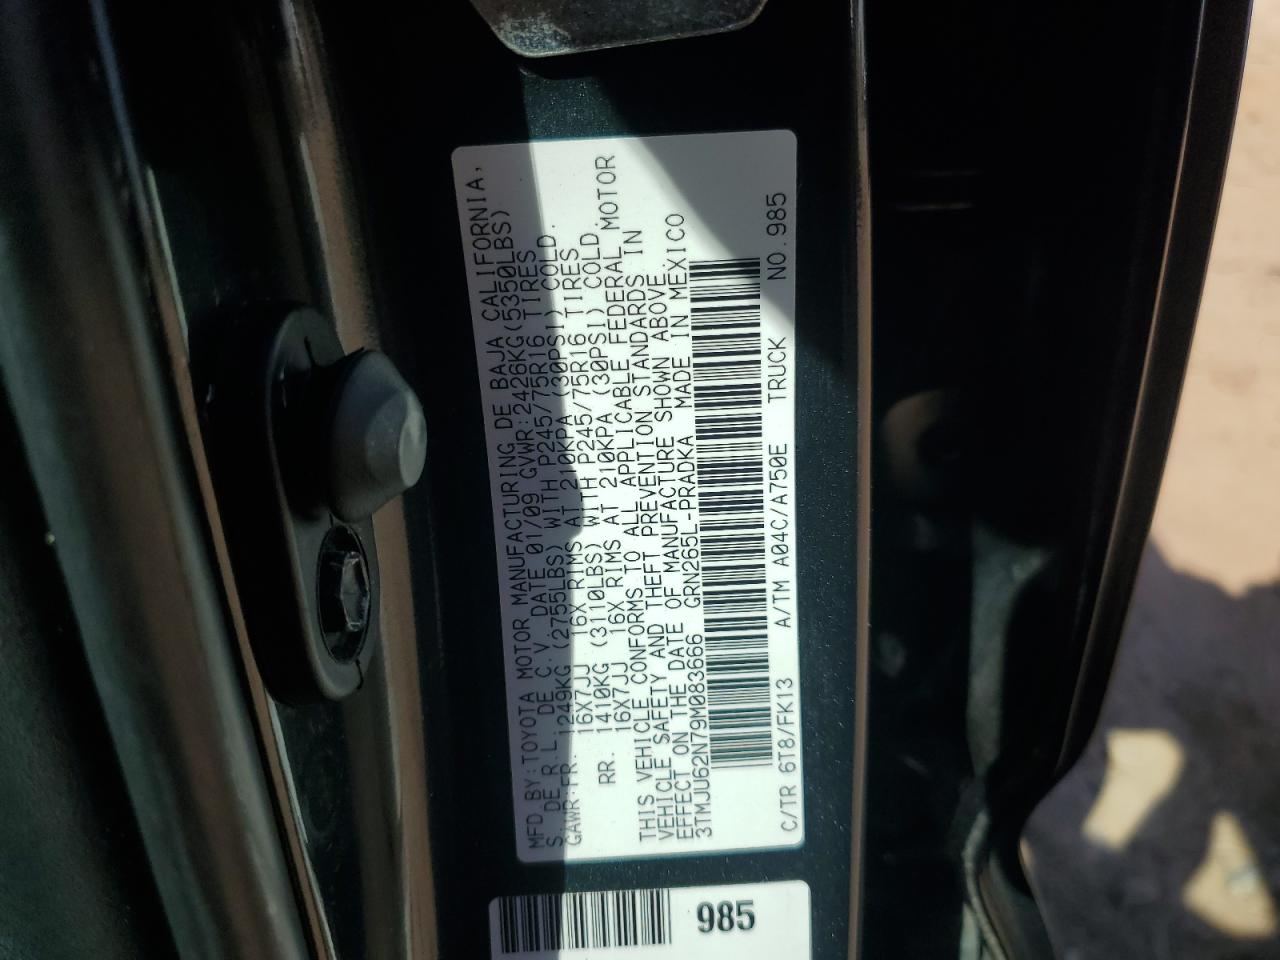 MFD. BY: TOYOTA MOTOR MANUFACTURING DE BAJA CALIFORNIA,
S. DE R.L. DE C.V. DATE 01/09 GVWR: 2426KG(5350LBS)
GAWR: FR. 1249KG (2755LBS) WITH P245/75R16 TIRES
16X7JJ 16X RIMS AT 210KPA (30PSI) COLD.
RR. 1410KG (3110LBS) WITH P245/75R16 TIRES
16X7JJ 16X RIMS AT 210KPA (30PSI) COLD.
THIS VEHICLE CONFORMS TO ALL APPLICABLE FEDERAL MOTOR
VEHICLE SAFETY AND THEFT PREVENTION STANDARDS IN
EFFECT ON THE DATE OF MANUFACTURE SHOWN ABOVE.
3TMJU62N79M083666 GRN265L-PRADKA MADE IN MEXICO
C/TR 6T8/FK13 A/TM A04C/A750E TRUCK NO. 985
985